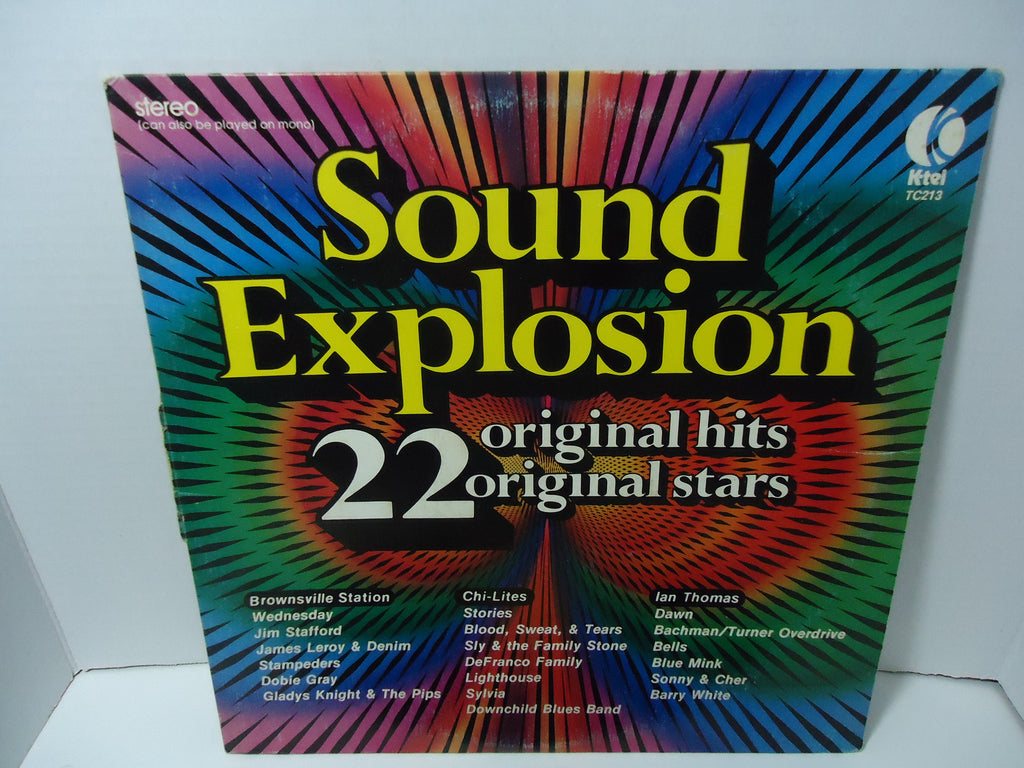 stereo
(can also be played on mono)
K-tel
TC213
Sound
Explosion
22 original hits
original stars
Brownsville Station
Wednesday
Jim Stafford
James Leroy & Denim
Stampeders
Dobie Gray
Gladys Knight & The Pips
Chi-Lites
Stories
Blood, Sweat, & Tears
Sly & the Family Stone
DeFranco Family
Lighthouse
Sylvia
Downchild Blues Band
Ian Thomas
Dawn
Bachman/Turner Overdrive
Bells
Blue Mink
Sonny & Cher
Barry White